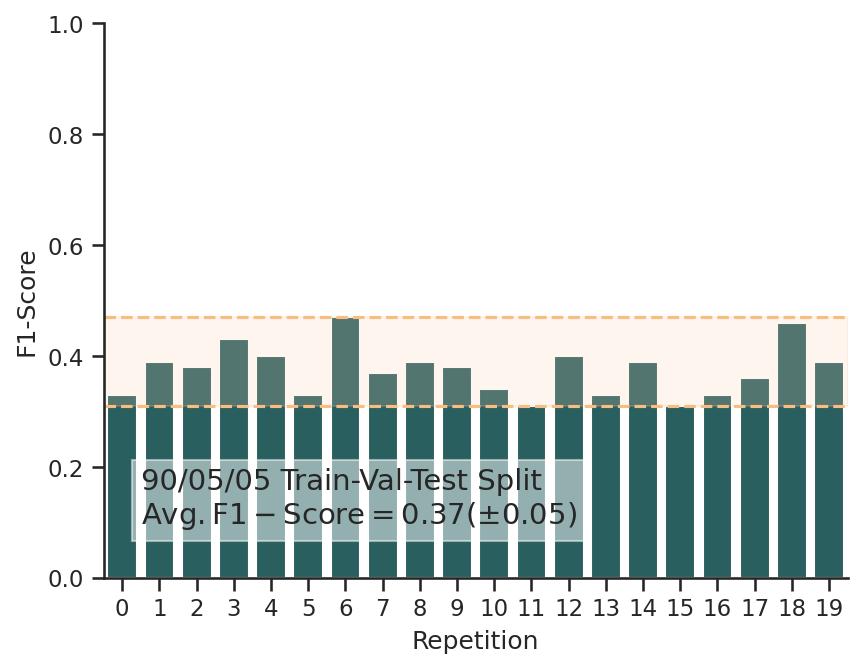 1.0
0.8
0.6
0.4
0.2
0.0
F1-Score
90/05/05 Train-Val-Test Split
Avg. F1 − Score = 0.37(±0.05)
0 1 2 3 4 5 6 7 8 9 10 11 12 13 14 15 16 17 18 19
Repetition